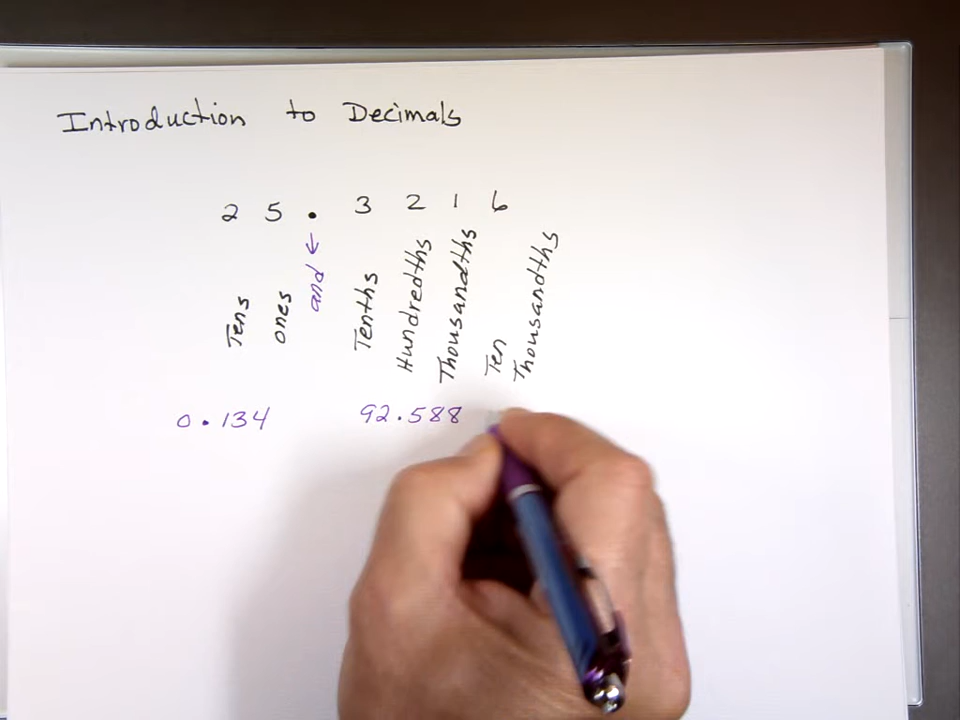 Introduction to Decimals
2 5 . 3 2 1 6
Tens
ones
and ←
Tenths
Hundredths
Thousandths
Ten
Thousandths
0.134 92.588